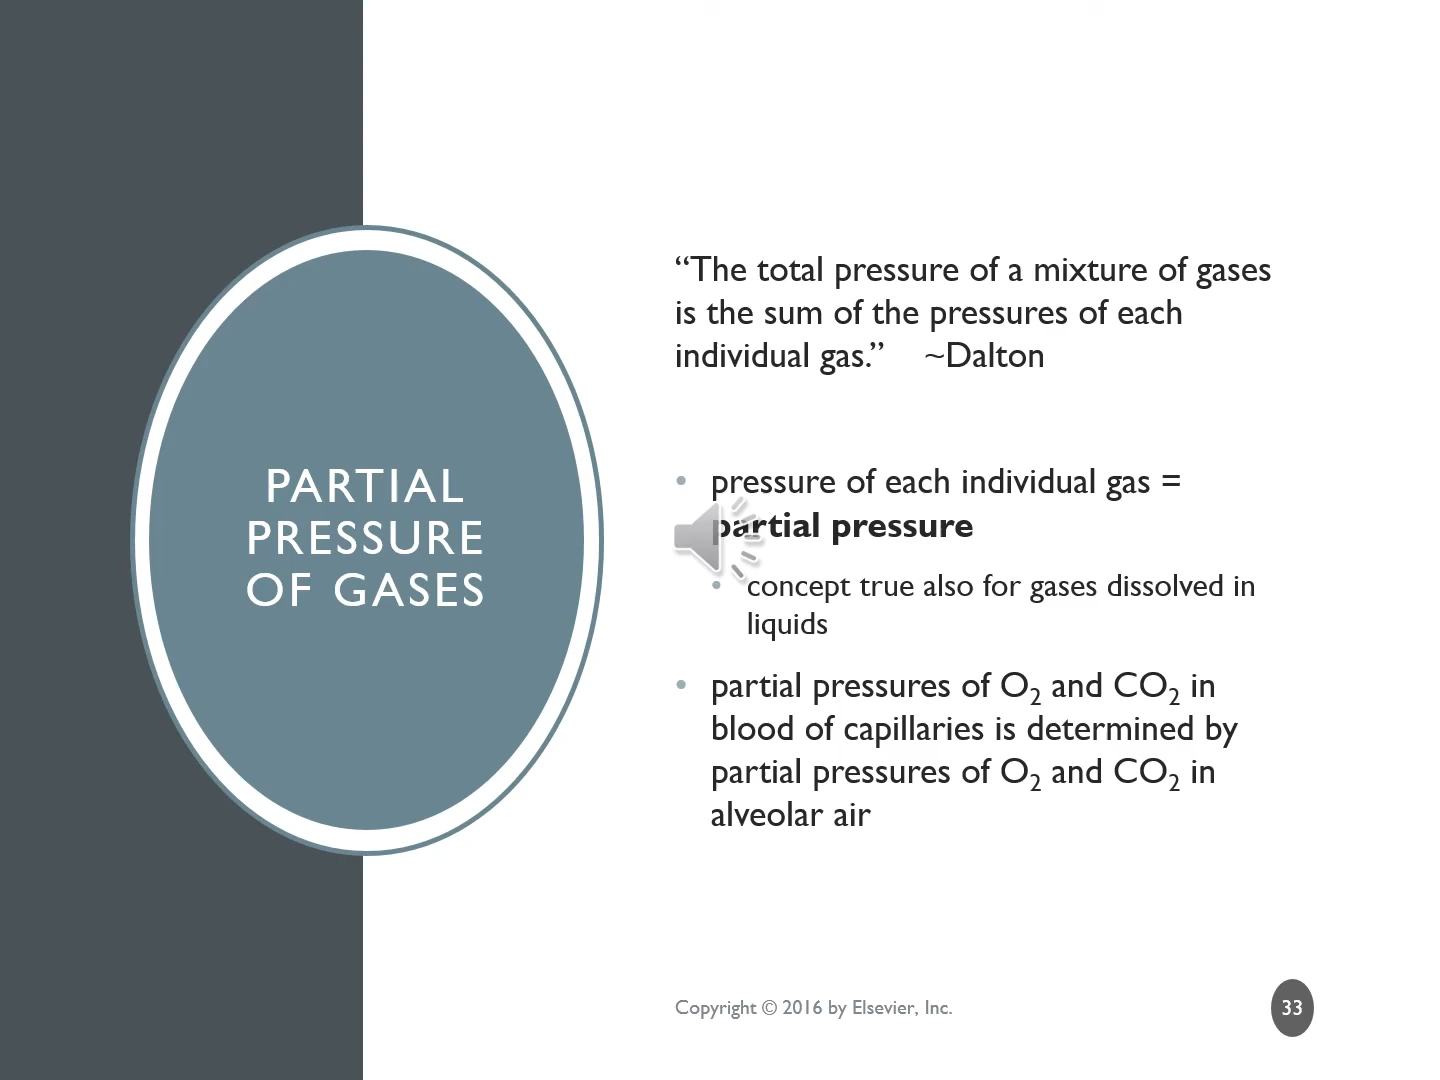 PARTIAL
PRESSURE
OF GASES
“The total pressure of a mixture of gases
is the sum of the pressures of each
individual gas.” ~Dalton
• pressure of each individual gas =
partial pressure
• concept true also for gases dissolved in
liquids
• partial pressures of O₂ and CO₂ in
blood of capillaries is determined by
partial pressures of O₂ and CO₂ in
alveolar air
Copyright © 2016 by Elsevier, Inc.
33